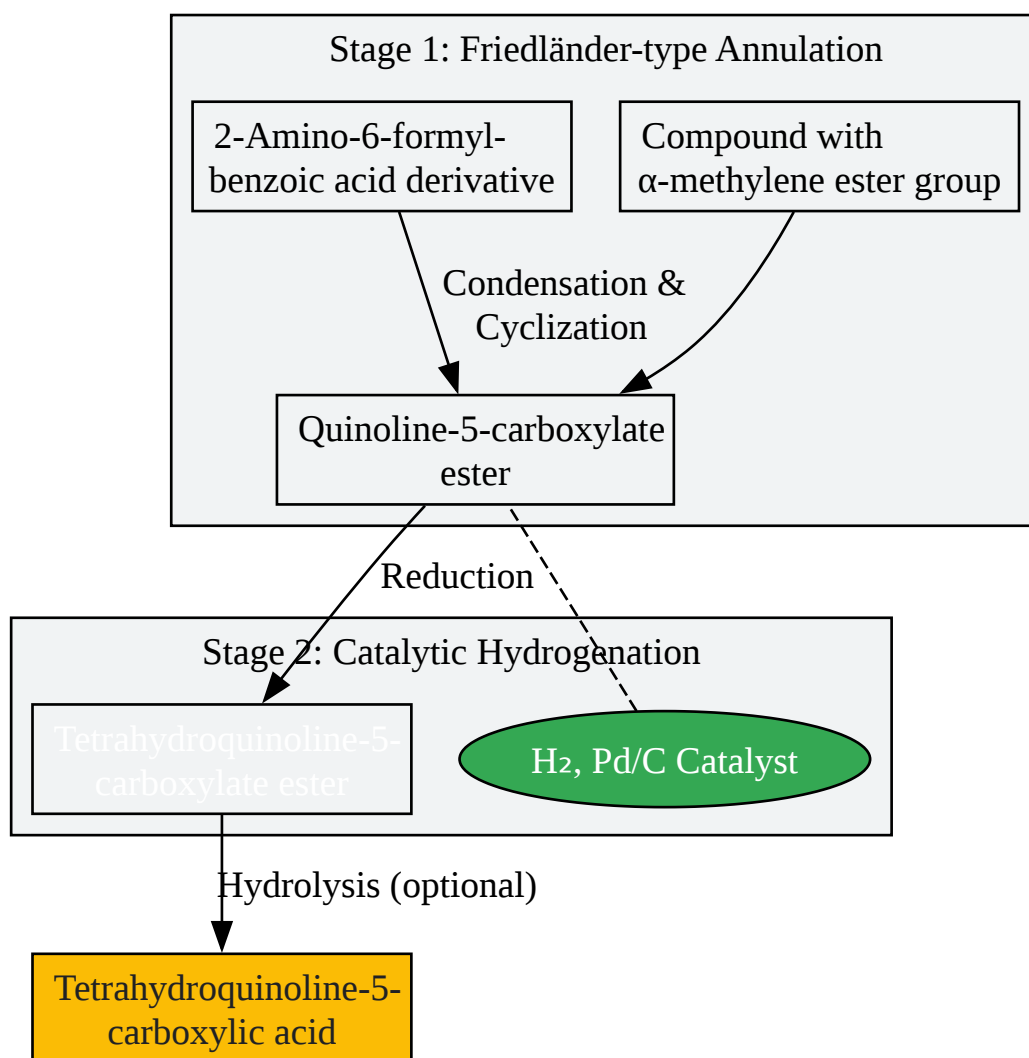 Stage 1: Friedländer-type Annulation
2-Amino-6-formyl-
benzoic acid derivative
Compound with
α-methylene ester group
Condensation &
Cyclization
Quinoline-5-carboxylate
ester
Reduction
Stage 2: Catalytic Hydrogenation
Tetrahydroquinoline-5-
carboxylate ester
H₂, Pd/C Catalyst
Hydrolysis (optional)
Tetrahydroquinoline-5-
carboxylic acid